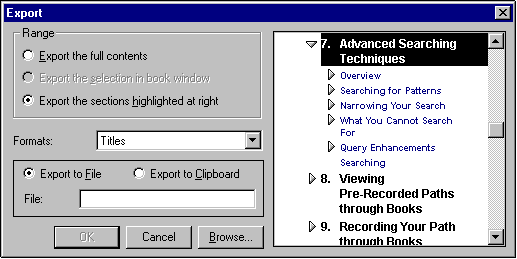 Export
Range
Export the full contents
Export the selection in book window
Export the sections highlighted at right
Formats:
Titles
Export to File
Export to Clipboard
File:
OK
Cancel
Browse...
7. Advanced Searching
Techniques
Overview
Searching for Patterns
Narrowing Your Search
What You Cannot Search
For
Query Enhancements
Searching
8. Viewing
Pre-Recorded Paths
through Books
9. Recording Your Path
through Books